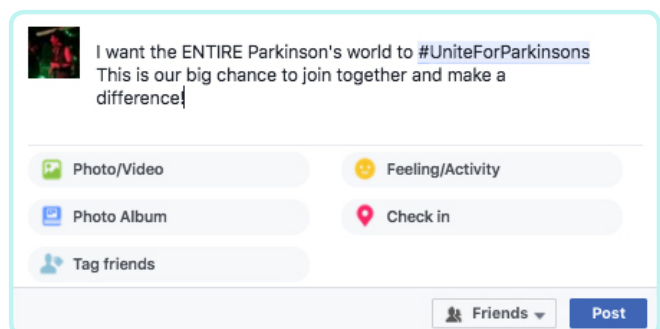 I want the ENTIRE Parkinson's world to #UniteForParkinsons
This is our big chance to join together and make a
difference!
Photo/Video
Feeling/Activity
Photo Album
Check in
Tag friends
Friends
Post